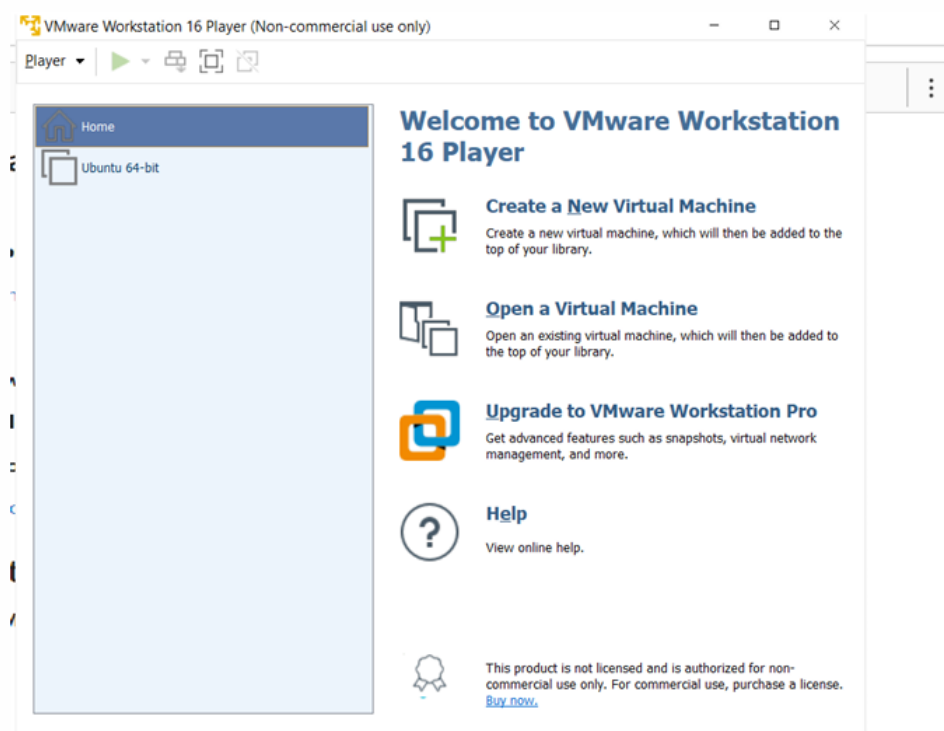 VMware Workstation 16 Player (Non-commercial use only)
Player
Home
Ubuntu 64-bit
Welcome to VMware Workstation
16 Player
Create a New Virtual Machine
Create a new virtual machine, which will then be added to the
top of your library.
Open a Virtual Machine
Open an existing virtual machine, which will then be added to
the top of your library.
Upgrade to VMware Workstation Pro
Get advanced features such as snapshots, virtual network
management, and more.
Help
View online help.
This product is not licensed and is authorized for non-
commercial use only. For commercial use, purchase a license.
Buy now.